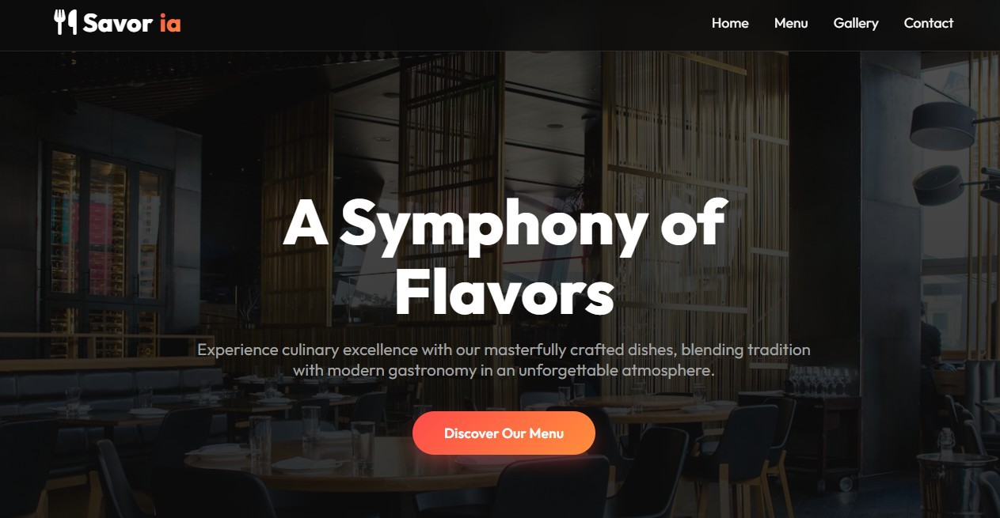 Savor ia
Home Menu Gallery Contact
A Symphony of
Flavors
Experience culinary excellence with our masterfully crafted dishes, blending tradition
with modern gastronomy in an unforgettable atmosphere.
Discover Our Menu